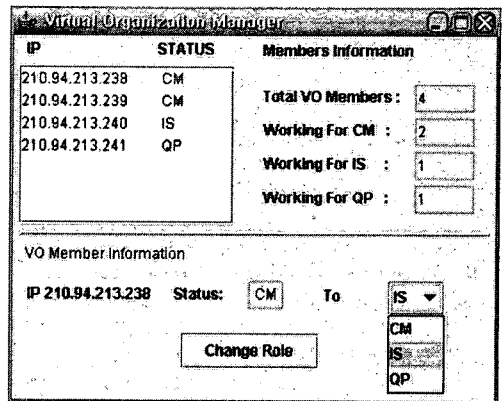 Virtual Organization Manager
IP STATUS
210.94.213.238 CM
210.94.213.239 CM
210.94.213.240 IS
210.94.213.241 QP
Members Information
Total VO Members : 4
Working For CM : 2
Working For IS : 1
Working For QP : 1
VO Member Information
IP 210.94.213.238 Status: CM To IS
CM
IS
QP
Change Role